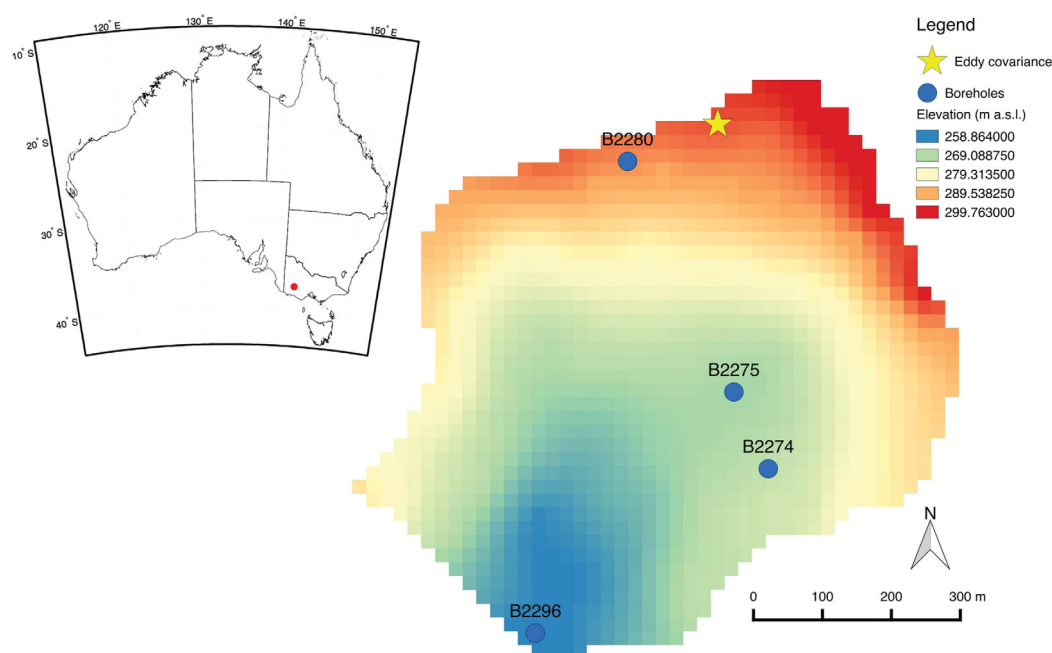 120° E 130° E 140° E 150° E
10° S
20° S
30° S
40° S
Legend
Eddy covariance
Boreholes
Elevation (m a.s.l.)
258.864000
269.088750
279.313500
289.538250
299.763000
B2280
B2275
B2274
B2296
N
0 100 200 300 m